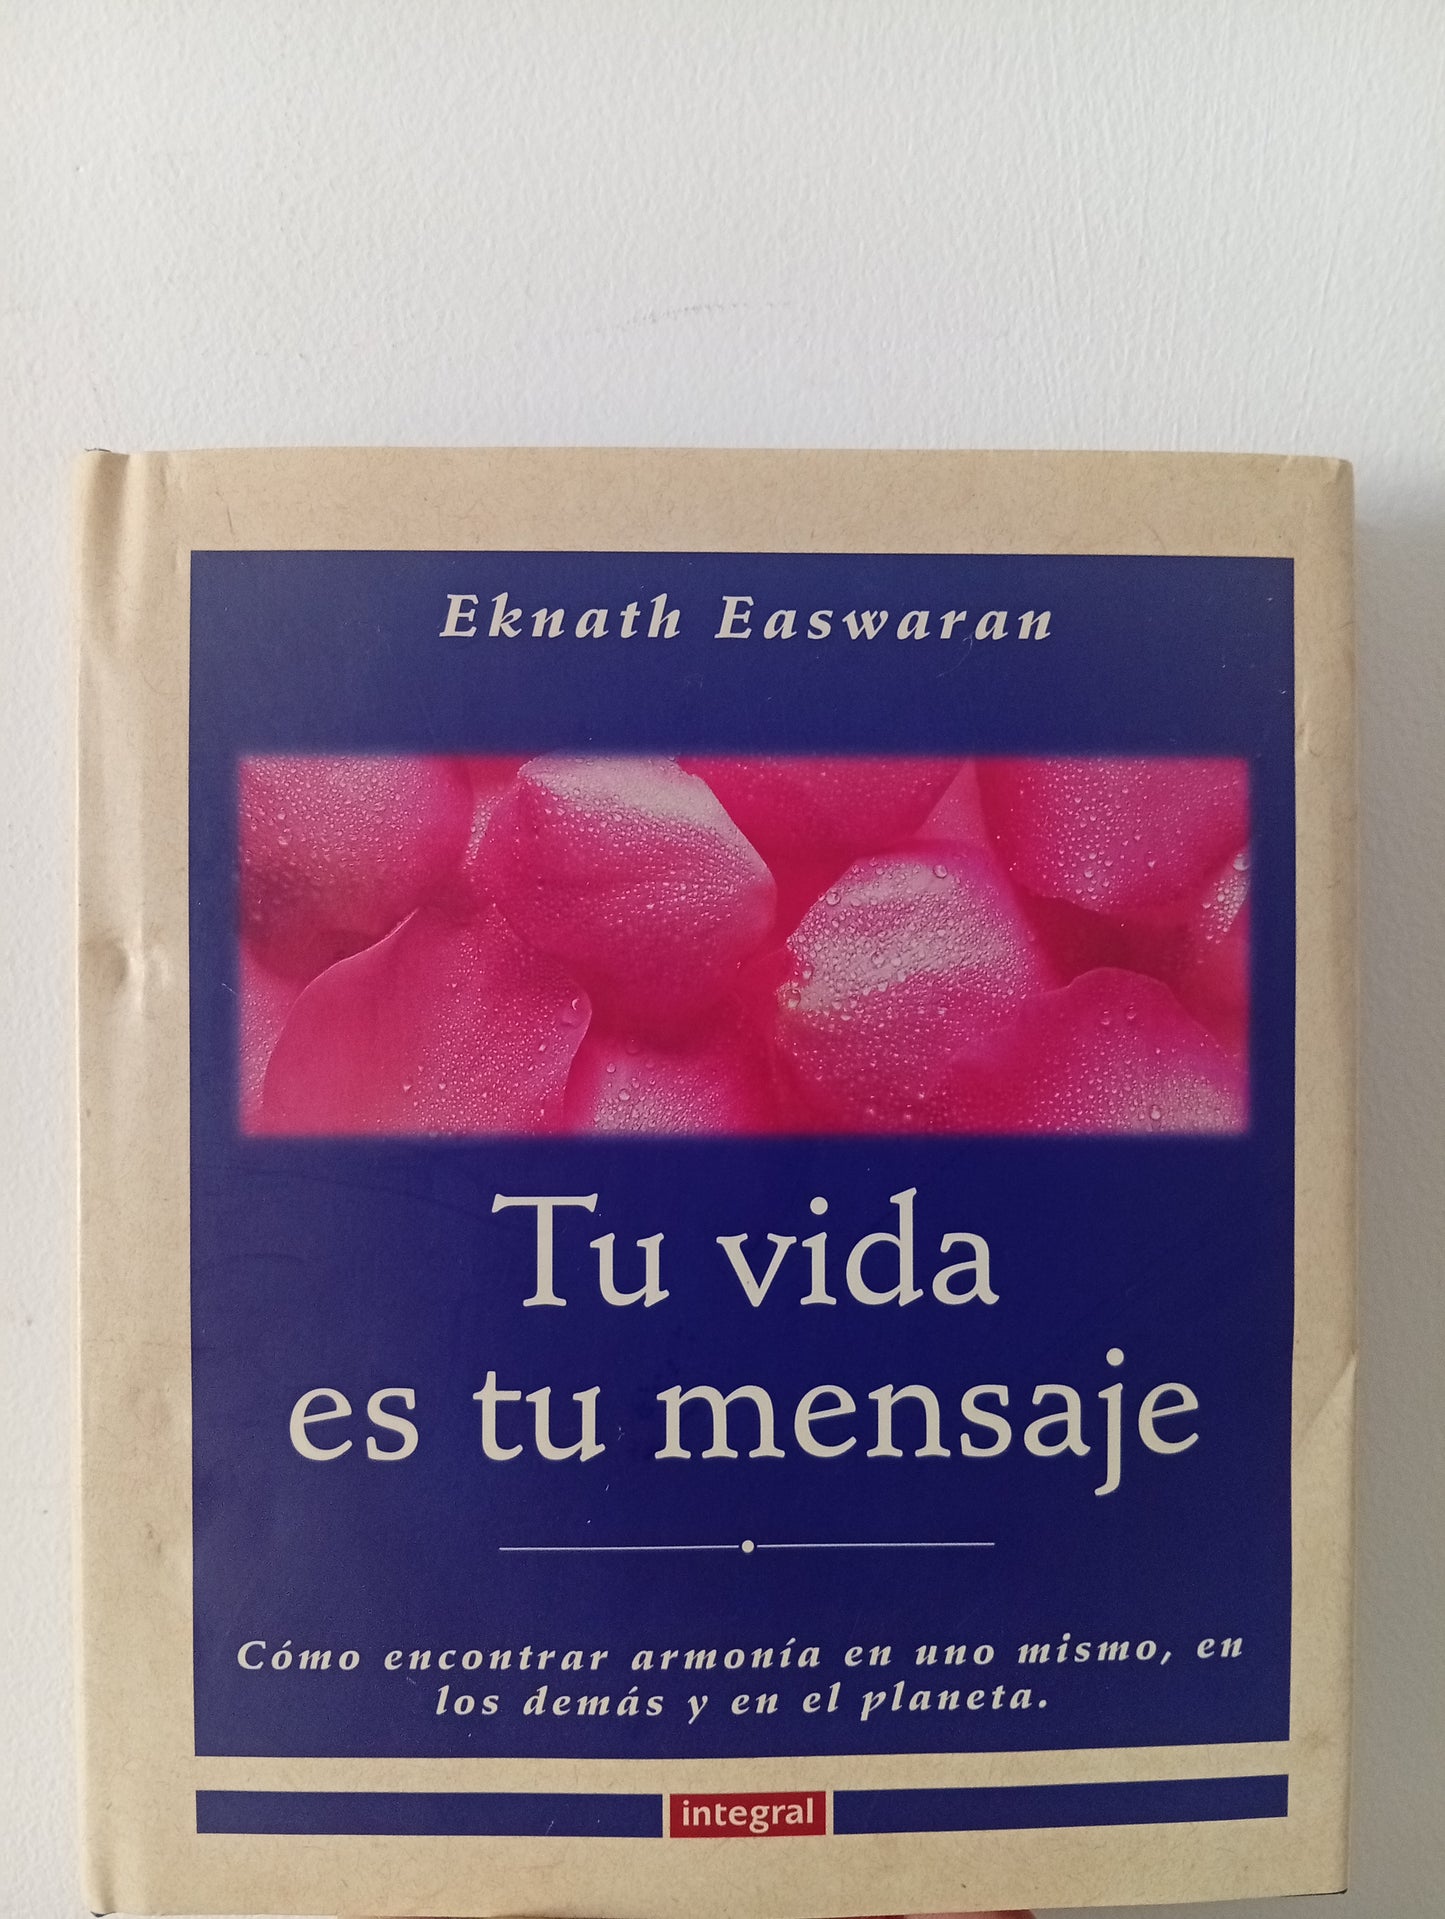 Eknath Easwaran
Tu vida
es tu mensaje
Cómo encontrar armonía en uno mismo, en
los demás y en el planeta.
integral